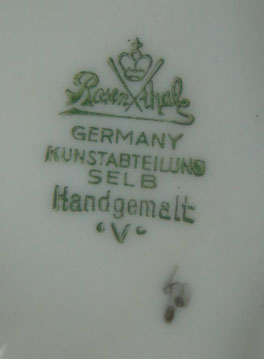 Rosenthal
GERMANY
KUNSTABTEILUNG
SELB
Handgemalt
"V"